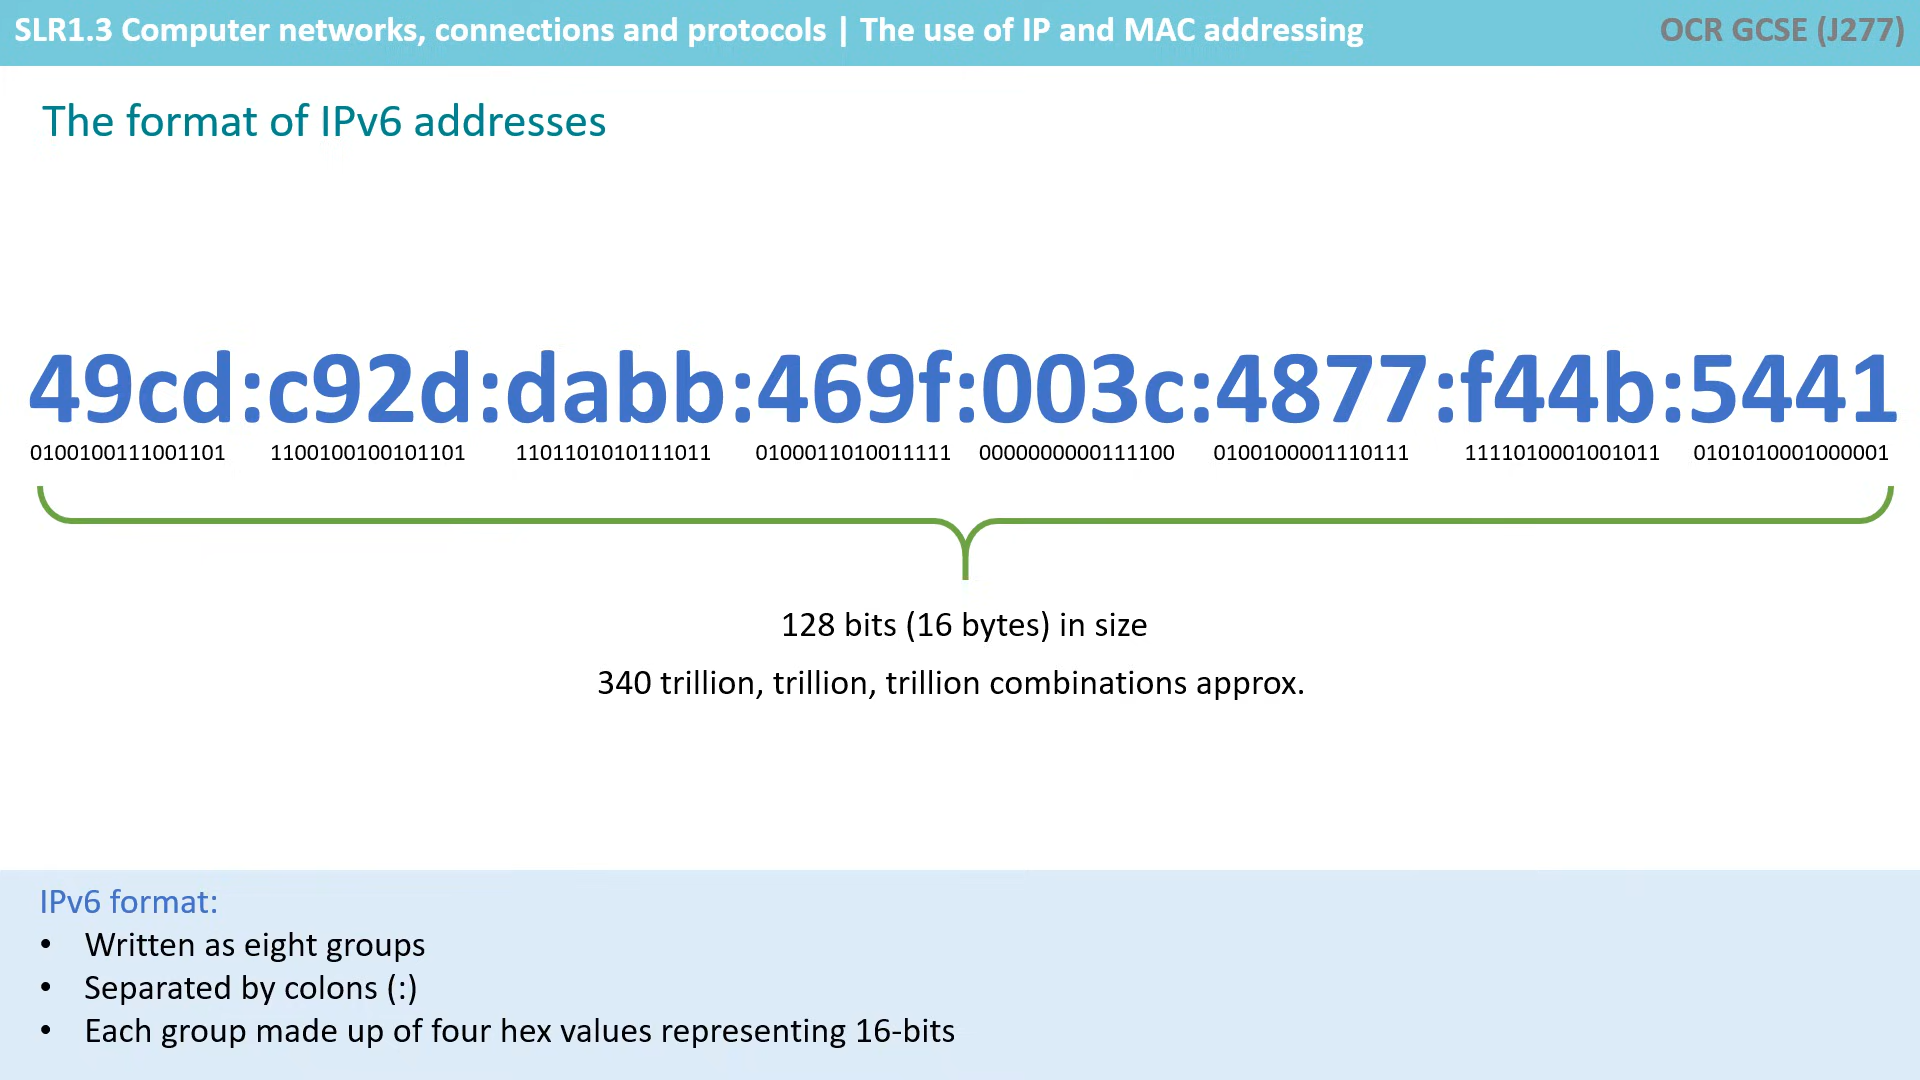 SLR1.3 Computer networks, connections and protocols | The use of IP and MAC addressing
OCR GCSE (J277)
The format of IPv6 addresses
49cd:c92d:dabb:469f:003c:4877:f44b:5441
0100100111001101 1100100100101101 1101101010111011 0100011010011111 0000000000111100 0100100001110111 1111010001001011 0101010001000001
128 bits (16 bytes) in size
340 trillion, trillion, trillion combinations approx.
IPv6 format:
• Written as eight groups
• Separated by colons (:)
• Each group made up of four hex values representing 16-bits